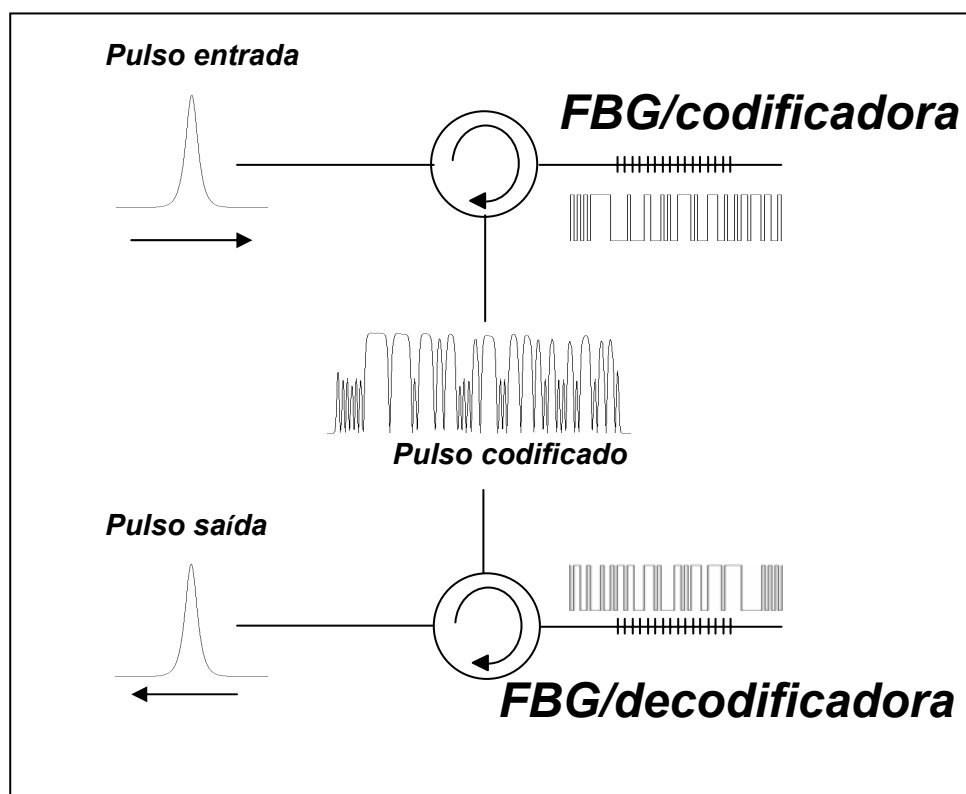 Pulso entrada
FBG/codificadora
Pulso codificado
Pulso saída
FBG/decodificadora